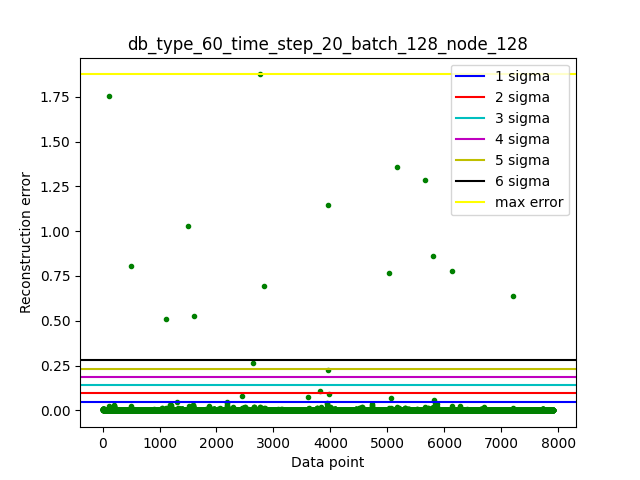 db_type_60_time_step_20_batch_128_node_128
1 sigma
2 sigma
3 sigma
4 sigma
5 sigma
6 sigma
max error
Reconstruction error
1.75
1.50
1.25
1.00
0.75
0.50
0.25
0.00
0 1000 2000 3000 4000 5000 6000 7000 8000
Data point